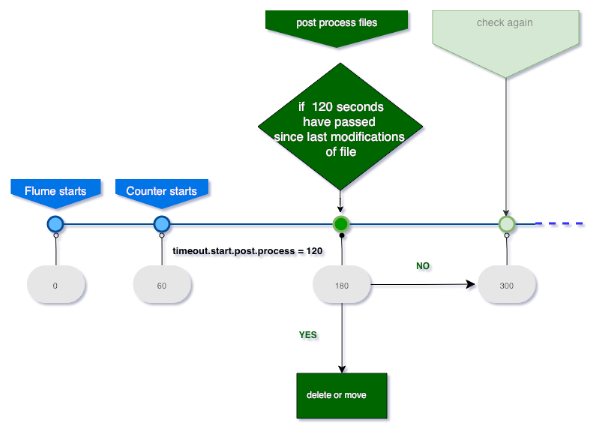 post process files
check again
if 120 seconds
have passed
since last modifications
of file
Flume starts
Counter starts
timeout.start.post.process = 120
0
60
180
NO
300
YES
delete or move